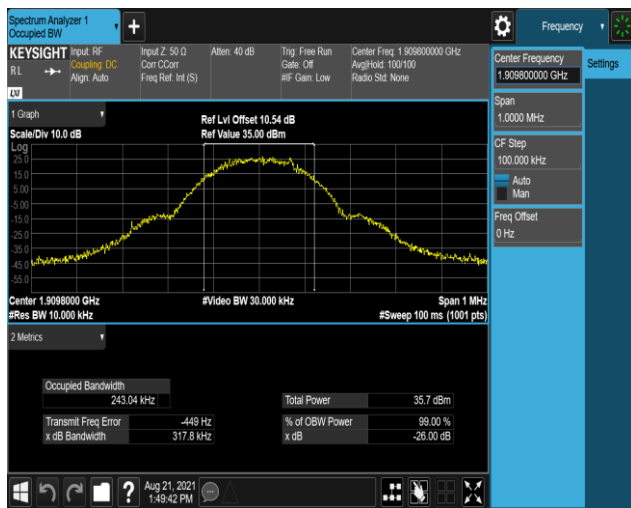 Spectrum Analyzer 1
Occupied BW
+
Frequency
KEYSIGHT
RL
LXI
Input: RF
Coupling: DC
Align: Auto
Input Z: 50 Ω
Corr CCorr
Freq Ref: Int (S)
Atten: 40 dB
Trig: Free Run
Gate: Off
#IF Gain: Low
Center Freq: 1.909800000 GHz
Avg|Hold: 100/100
Radio Std: None
Center Frequency
1.909800000 GHz
Settings
Span
1.0000 MHz
CF Step
100.000 kHz
Auto
Man
Freq Offset
0 Hz
1 Graph
Scale/Div 10.0 dB
Ref Lvl Offset 10.54 dB
Ref Value 35.00 dBm
Log
25.0
15.0
5.00
-5.00
-15.0
-25.0
-35.0
-45.0
-55.0
Center 1.9098000 GHz
#Res BW 10.000 kHz
#Video BW 30.000 kHz
Span 1 MHz
#Sweep 100 ms (1001 pts)
2 Metrics
Occupied Bandwidth
243.04 kHz
Total Power 35.7 dBm
Transmit Freq Error -449 Hz
% of OBW Power 99.00 %
x dB Bandwidth 317.8 kHz
x dB -26.00 dB
?
Aug 21, 2021
1:49:42 PM